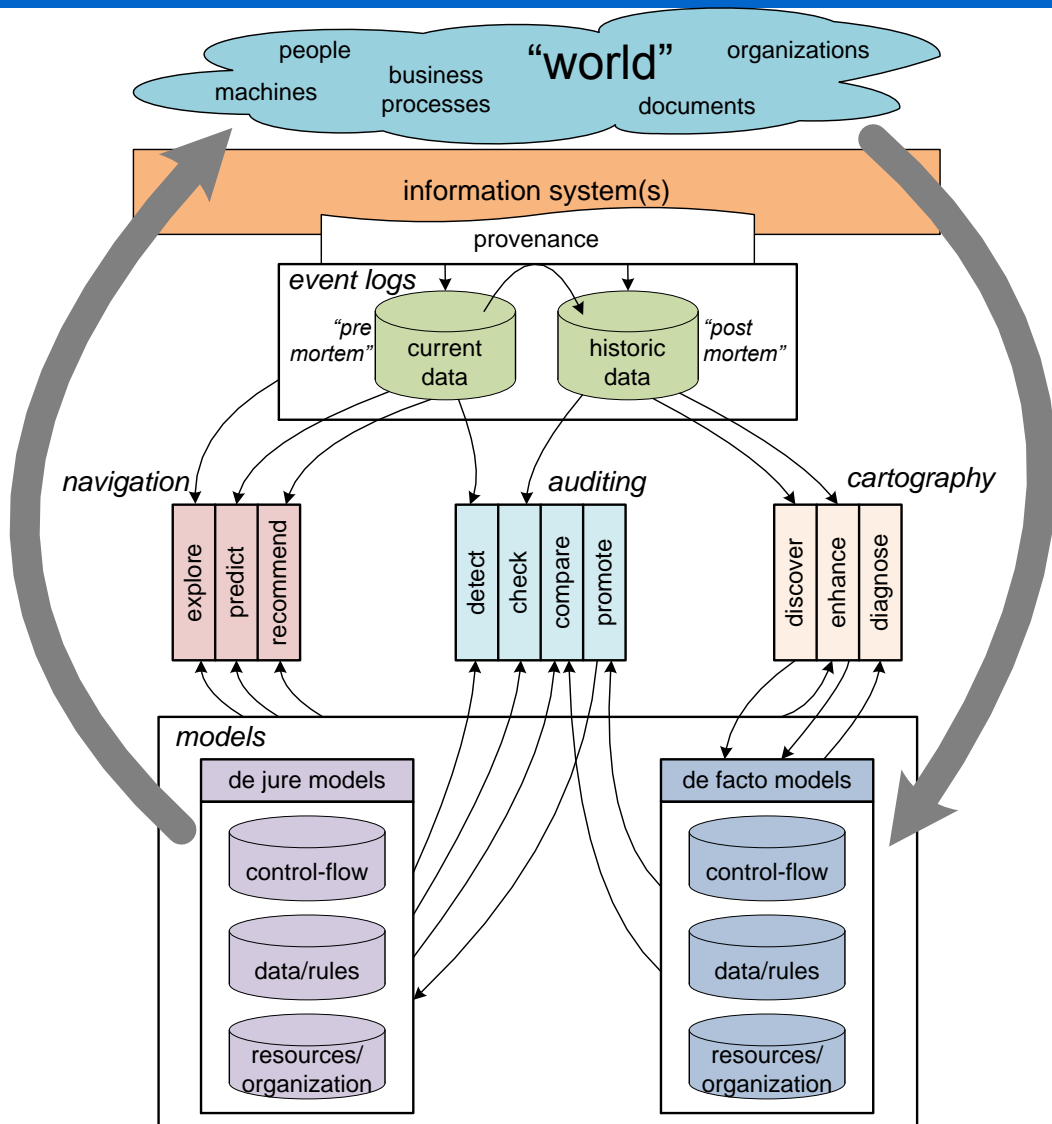 people
“world”
organizations
machines
business
processes
documents
information system(s)
provenance
event logs
“pre
mortem”
current
data
historic
data
“post
mortem”
navigation
auditing
cartography
explore
predict
recommend
detect
check
compare
promote
discover
enhance
diagnose
models
de jure models
de facto models
control-flow
control-flow
data/rules
data/rules
resources/
organization
resources/
organization